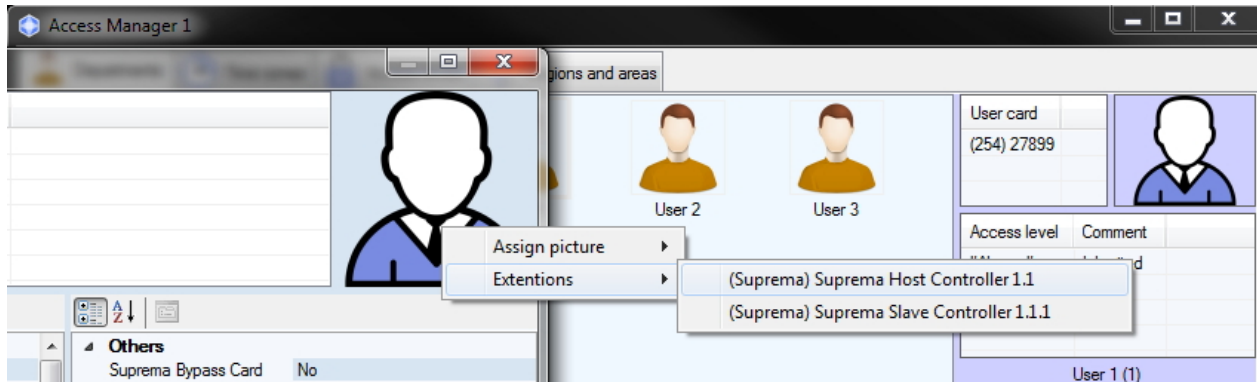 Access Manager 1
Departments
gions and areas
User card
(254) 27899
User 2
User 3
Access level Comment
Assign picture
Extentions
(Suprema) Suprema Host Controller 1.1
(Suprema) Suprema Slave Controller 1.1.1
Others
Suprema Bypass Card No
User 1 (1)